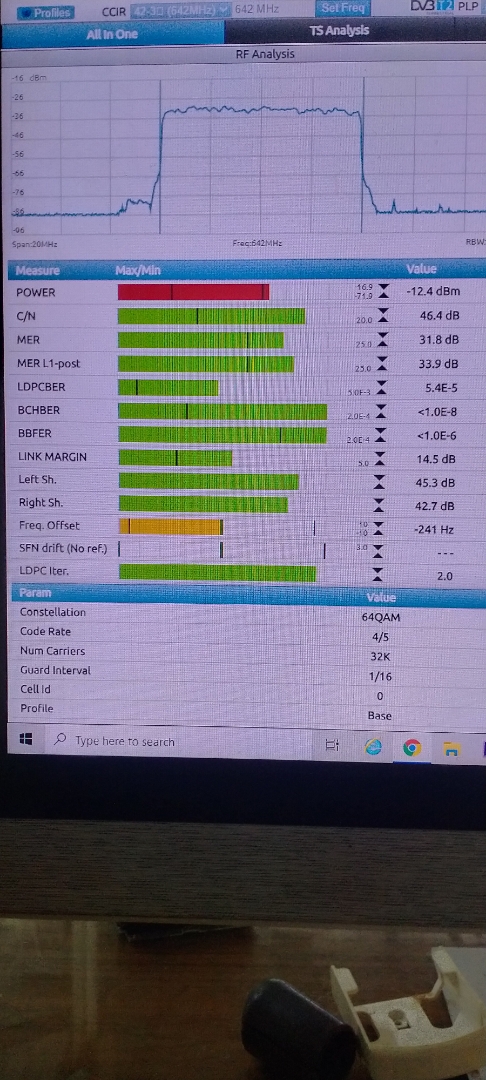 Profiles CCIR 42-3Ω (642MHz) 642 MHz Set Freq DVB T2 PLP
All In One TS Analysis
RF Analysis
-16 dBm
-26
-36
-46
-56
-66
-76
-86
-96
Span:20MHz Freq:642MHz RBW:
Measure Max/Min Value
POWER -16.9 -71.9 -12.4 dBm
C/N 20.0 46.4 dB
MER 25.0 31.8 dB
MER L1-post 25.0 33.9 dB
LDPCBER 5.0E-3 5.4E-5
BCHBER 2.0E-4 <1.0E-8
BBFER 2.0E-4 <1.0E-6
LINK MARGIN 5.0 14.5 dB
Left Sh. 45.3 dB
Right Sh. 42.7 dB
Freq. Offset 10 -10 -241 Hz
SFN drift (No ref.) 3.0 ---
LDPC Iter. 2.0
Param Value
Constellation 64QAM
Code Rate 4/5
Num Carriers 32K
Guard Interval 1/16
Cell Id 0
Profile Base
Type here to search